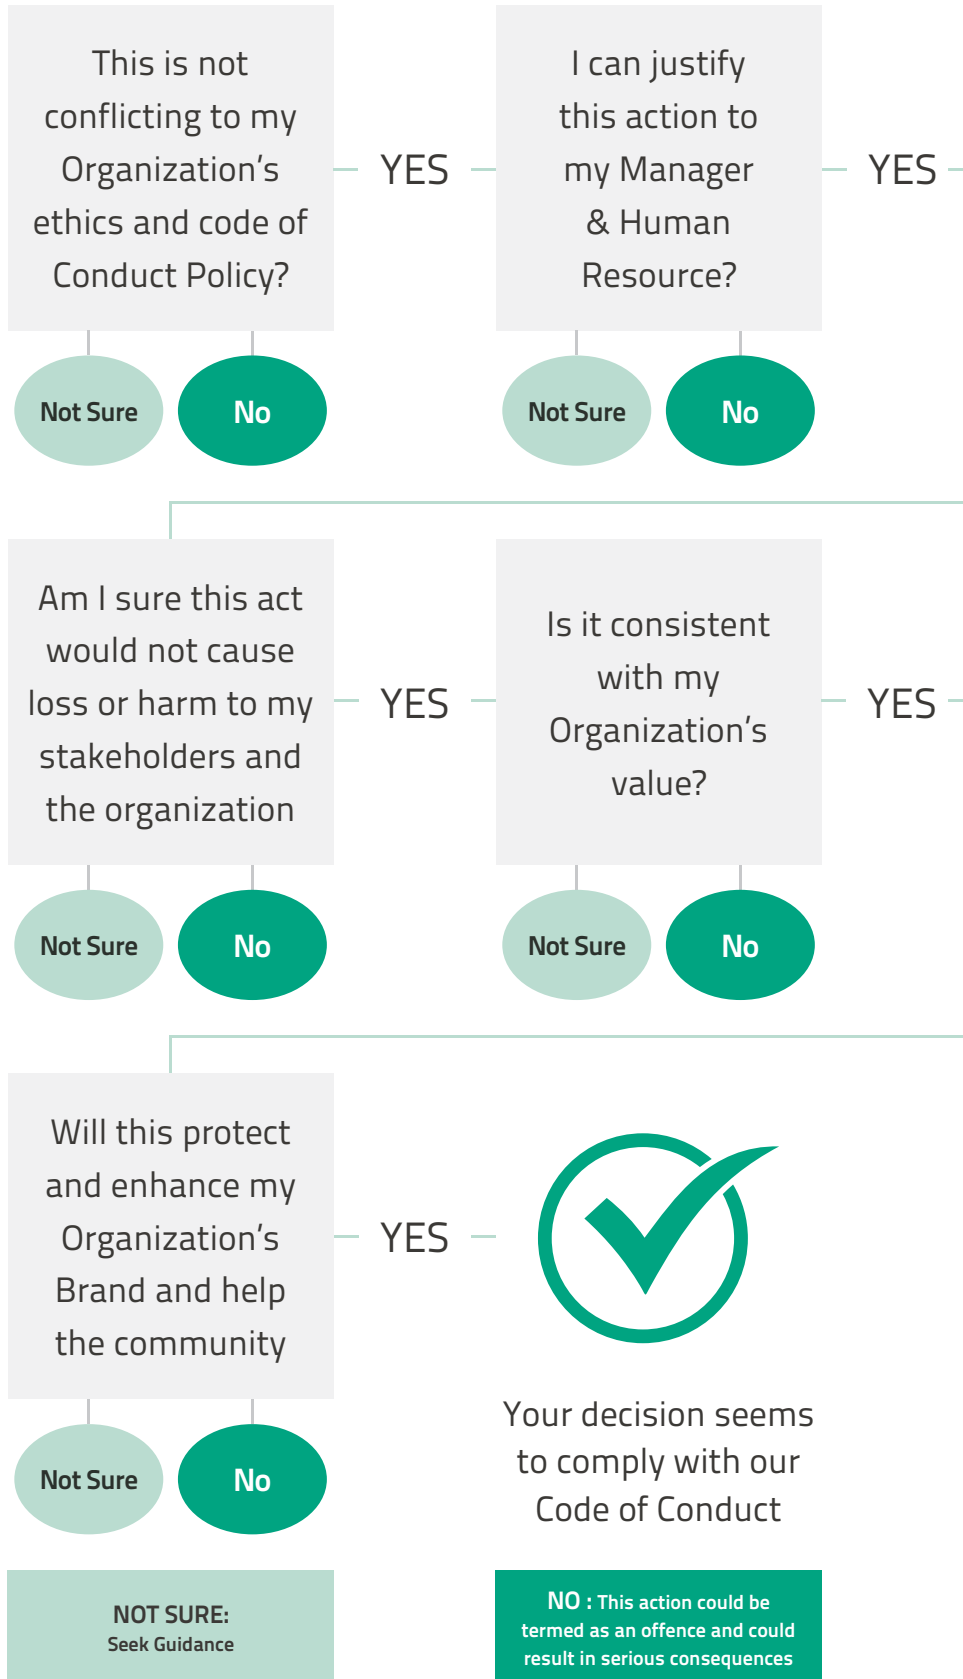 This is not
conflicting to my
Organization's
ethics and code of
Conduct Policy?
YES
I can justify
this action to
my Manager
& Human
Resource?
YES
Not Sure
No
Not Sure
No
Am I sure this act
would not cause
loss or harm to my
stakeholders and
the organization
YES
Is it consistent
with my
Organization's
value?
YES
Not Sure
No
Not Sure
No
Will this protect
and enhance my
Organization's
Brand and help
the community
YES
Not Sure
No
Your decision seems
to comply with our
Code of Conduct
NOT SURE:
Seek Guidance
NO : This action could be
termed as an offence and could
result in serious consequences